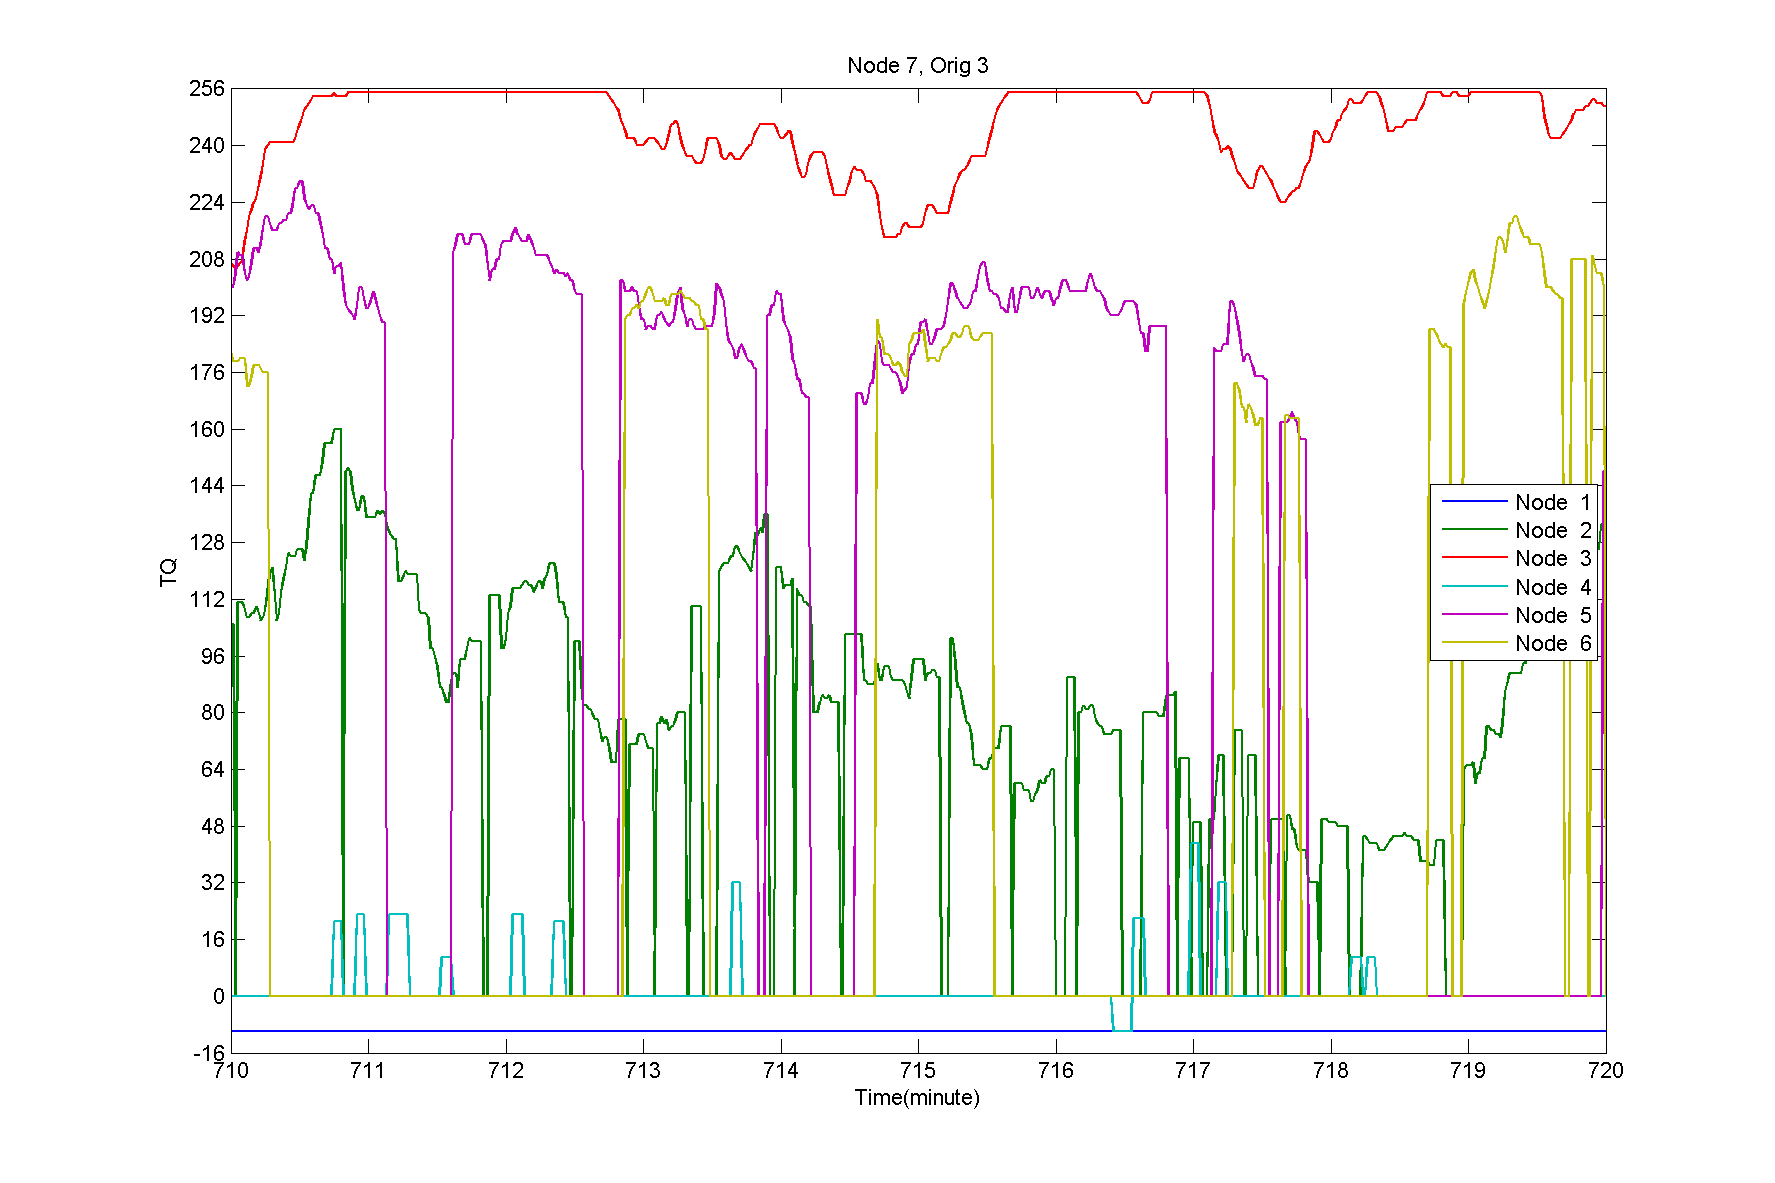 Node 7, Orig 3
256
240
224
208
192
176
160
144
128
112
96
80
64
48
32
16
0
-16
TQ
Node 1
Node 2
Node 3
Node 4
Node 5
Node 6
710 711 712 713 714 715 716 717 718 719 720
Time(minute)